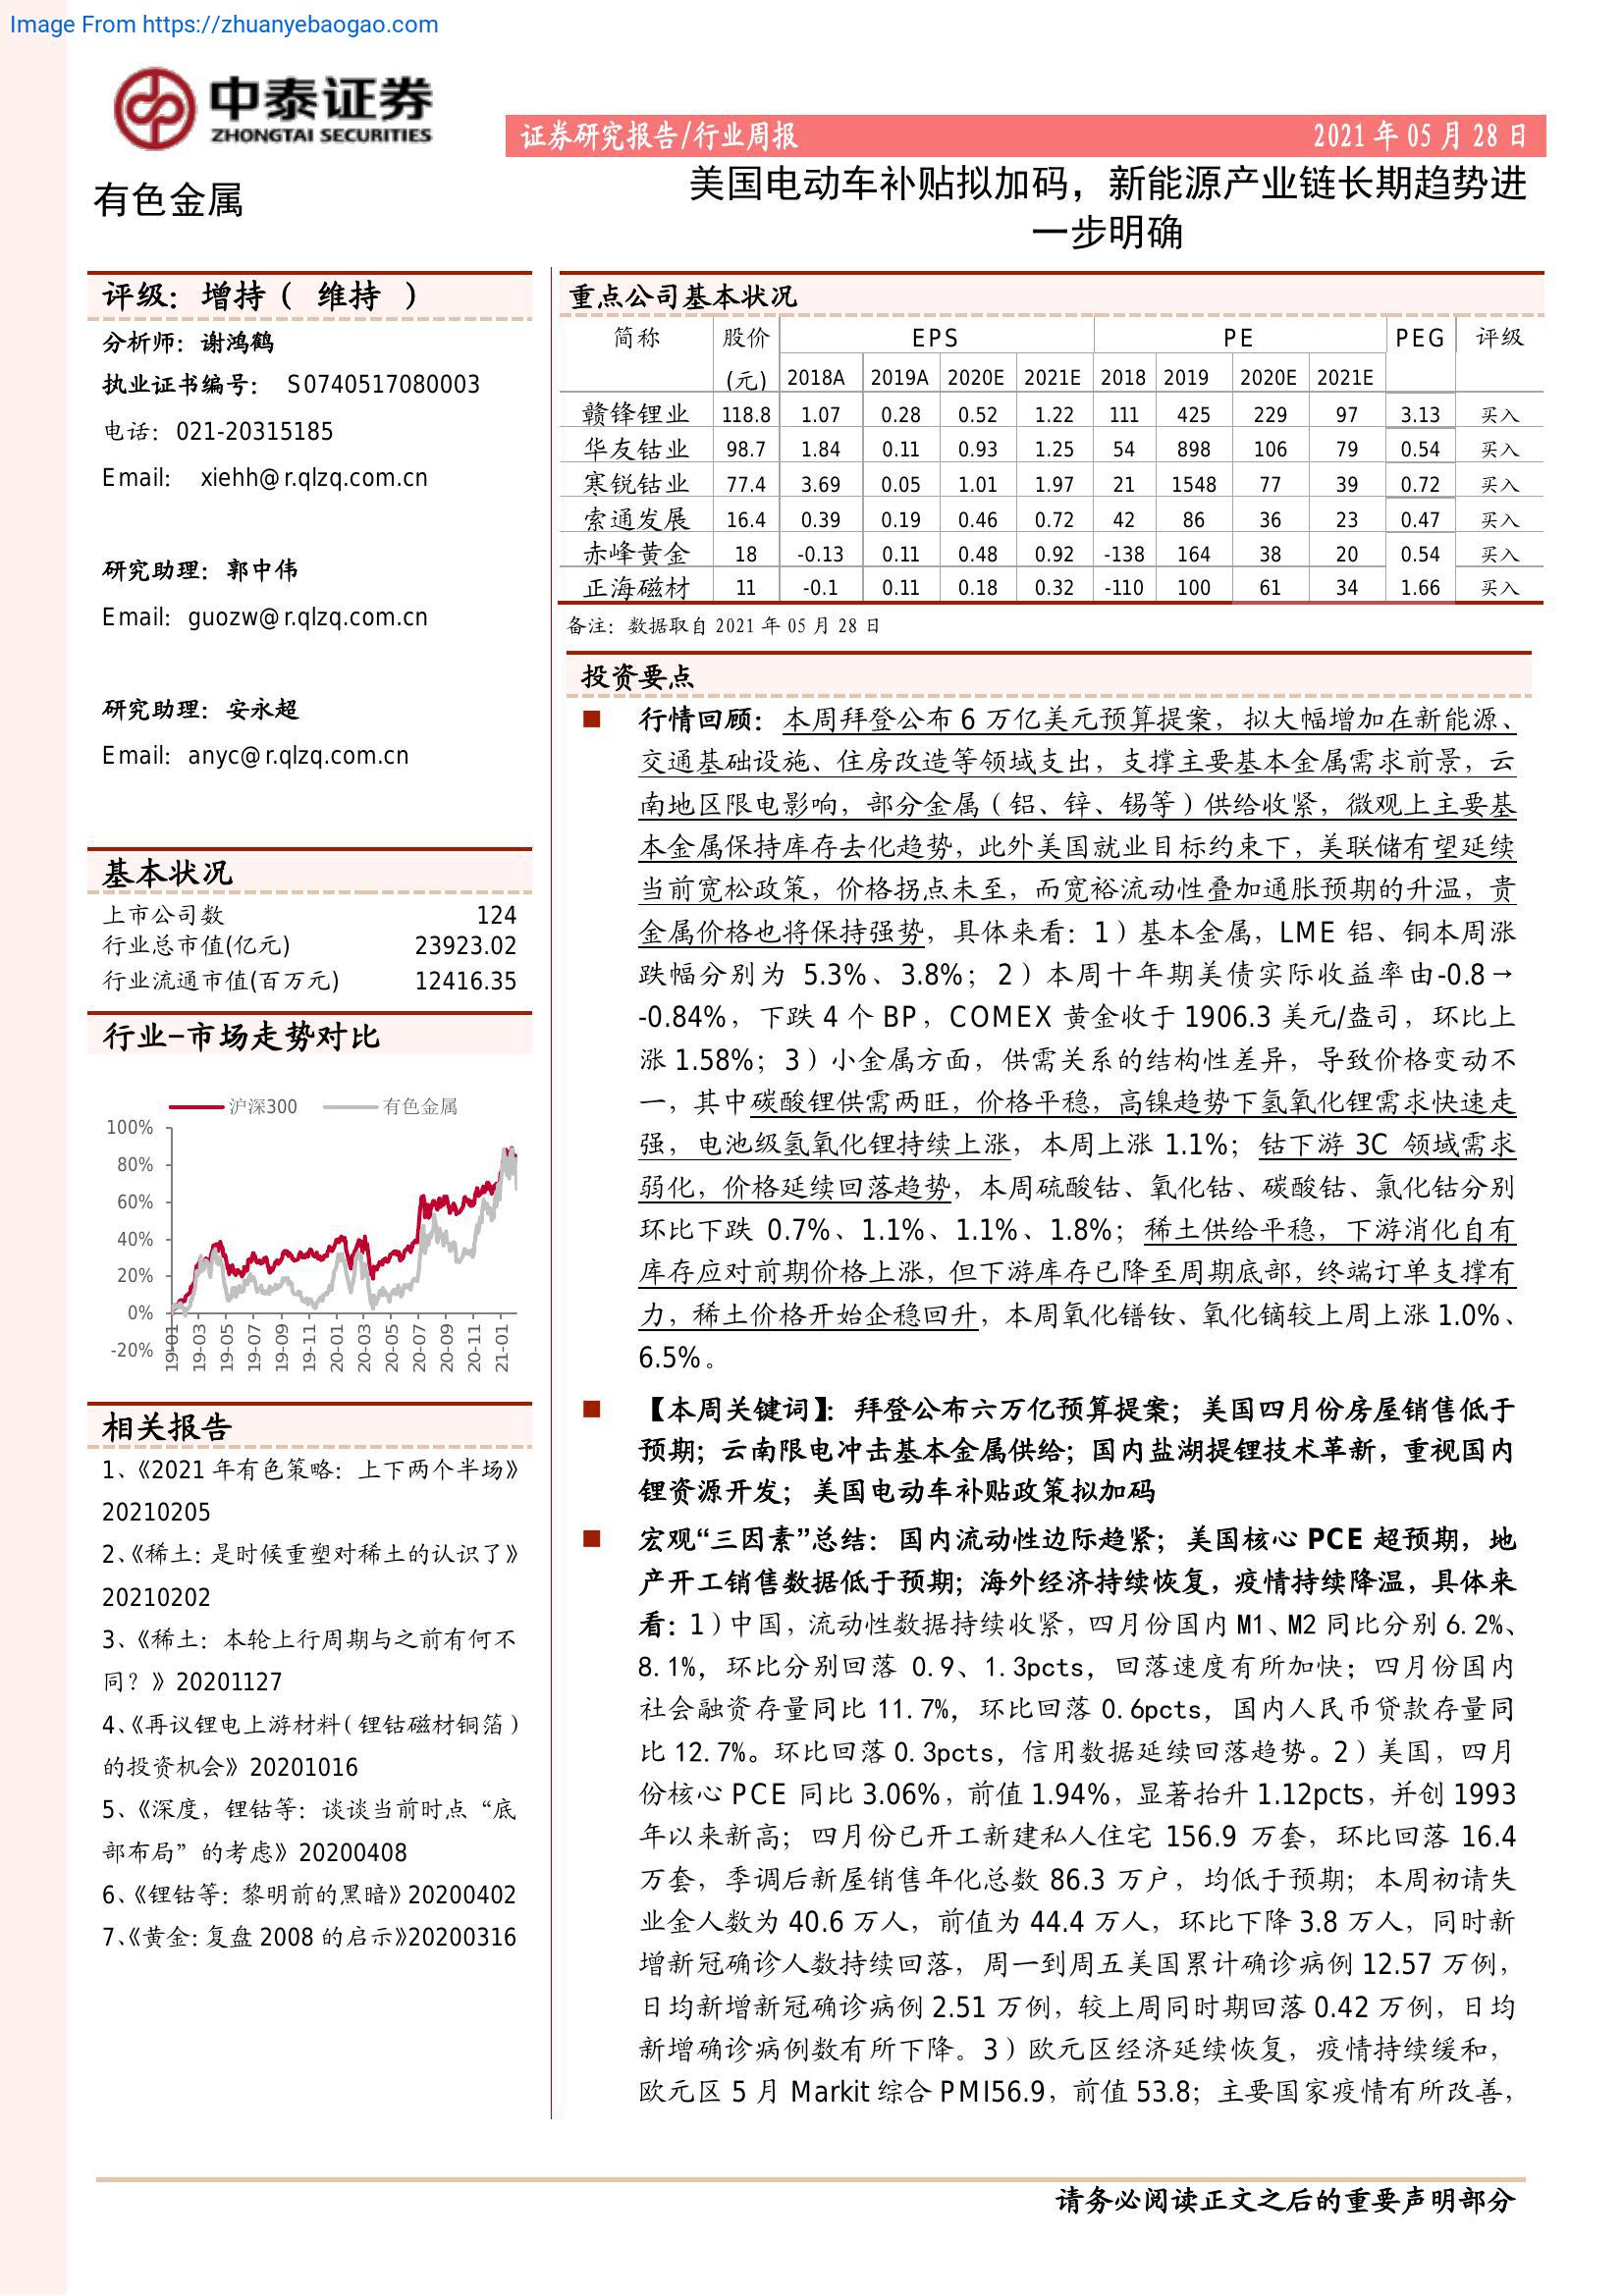 Image From https://zhuanyebaogao.com
中泰证券
ZHONGTAI SECURITIES
证券研究报告/行业周报 2021 年 05 月 28 日
有色金属
美国电动车补贴拟加码，新能源产业链长期趋势进
一步明确
评级：增持（ 维持 ）
分析师：谢鸿鹤
执业证书编号： S0740517080003
电话：021-20315185
Email： xiehh@r.qlzq.com.cn
研究助理：郭中伟
Email：guozw@r.qlzq.com.cn
研究助理：安永超
Email：anyc@r.qlzq.com.cn
基本状况
上市公司数 124
行业总市值(亿元) 23923.02
行业流通市值(百万元) 12416.35
行业-市场走势对比
沪深300 有色金属
100%
80%
60%
40%
20%
0%
-20%
19-01 19-03 19-05 19-07 19-09 19-11 20-01 20-03 20-05 20-07 20-09 20-11 21-01
相关报告
1、《2021 年有色策略：上下两个半场》
20210205
2、《稀土：是时候重塑对稀土的认识了》
20210202
3、《稀土：本轮上行周期与之前有何不
同？》20201127
4、《再议锂电上游材料（锂钴磁材铜箔）
的投资机会》20201016
5、《深度，锂钴等：谈谈当前时点“底
部布局”的考虑》20200408
6、《锂钴等：黎明前的黑暗》20200402
7、《黄金：复盘 2008 的启示》20200316
重点公司基本状况
简称 股价 EPS PE PEG 评级
(元) 2018A 2019A 2020E 2021E 2018 2019 2020E 2021E
赣锋锂业 118.8 1.07 0.28 0.52 1.22 111 425 229 97 3.13 买入
华友钴业 98.7 1.84 0.11 0.93 1.25 54 898 106 79 0.54 买入
寒锐钴业 77.4 3.69 0.05 1.01 1.97 21 1548 77 39 0.72 买入
索通发展 16.4 0.39 0.19 0.46 0.72 42 86 36 23 0.47 买入
赤峰黄金 18 -0.13 0.11 0.48 0.92 -138 164 38 20 0.54 买入
正海磁材 11 -0.1 0.11 0.18 0.32 -110 100 61 34 1.66 买入
备注：数据取自 2021 年 05 月 28 日
投资要点
■ 行情回顾：本周拜登公布 6 万亿美元预算提案，拟大幅增加在新能源、
交通基础设施、住房改造等领域支出，支撑主要基本金属需求前景，云
南地区限电影响，部分金属（铝、锌、锡等）供给收紧，微观上主要基
本金属保持库存去化趋势，此外美国就业目标约束下，美联储有望延续
当前宽松政策，价格拐点未至，而宽裕流动性叠加通胀预期的升温，贵
金属价格也将保持强势，具体来看：1）基本金属，LME 铝、铜本周涨
跌幅分别为 5.3%、3.8%；2）本周十年期美债实际收益率由-0.8→
-0.84%，下跌 4 个 BP，COMEX 黄金收于 1906.3 美元/盎司，环比上
涨 1.58%；3）小金属方面，供需关系的结构性差异，导致价格变动不
一，其中碳酸锂供需两旺，价格平稳，高镍趋势下氢氧化锂需求快速走
强，电池级氢氧化锂持续上涨，本周上涨 1.1%；钴下游 3C 领域需求
弱化，价格延续回落趋势，本周硫酸钴、氧化钴、碳酸钴、氯化钴分别
环比下跌 0.7%、1.1%、1.1%、1.8%；稀土供给平稳，下游消化自有
库存应对前期价格上涨，但下游库存已降至周期底部，终端订单支撑有
力，稀土价格开始企稳回升，本周氧化镨钕、氧化镝较上周上涨 1.0%、
6.5%。
■ 【本周关键词】：拜登公布六万亿预算提案；美国四月份房屋销售低于
预期；云南限电冲击基本金属供给；国内盐湖提锂技术革新，重视国内
锂资源开发；美国电动车补贴政策拟加码
■ 宏观“三因素”总结：国内流动性边际趋紧；美国核心 PCE 超预期，地
产开工销售数据低于预期；海外经济持续恢复，疫情持续降温，具体来
看：1）中国，流动性数据持续收紧，四月份国内 M1、M2 同比分别 6.2%、
8.1%，环比分别回落 0.9、1.3pcts，回落速度有所加快；四月份国内
社会融资存量同比 11.7%，环比回落 0.6pcts，国内人民币贷款存量同
比 12.7%。环比回落 0.3pcts，信用数据延续回落趋势。2）美国，四月
份核心 PCE 同比 3.06%，前值 1.94%，显著抬升 1.12pcts，并创 1993
年以来新高；四月份已开工新建私人住宅 156.9 万套，环比回落 16.4
万套，季调后新屋销售年化总数 86.3 万户，均低于预期；本周初请失
业金人数为 40.6 万人，前值为 44.4 万人，环比下降 3.8 万人，同时新
增新冠确诊人数持续回落，周一到周五美国累计确诊病例 12.57 万例，
日均新增新冠确诊病例 2.51 万例，较上周同时期回落 0.42 万例，日均
新增确诊病例数有所下降。3）欧元区经济延续恢复，疫情持续缓和，
欧元区 5 月 Markit 综合 PMI56.9，前值 53.8；主要国家疫情有所改善，
请务必阅读正文之后的重要声明部分